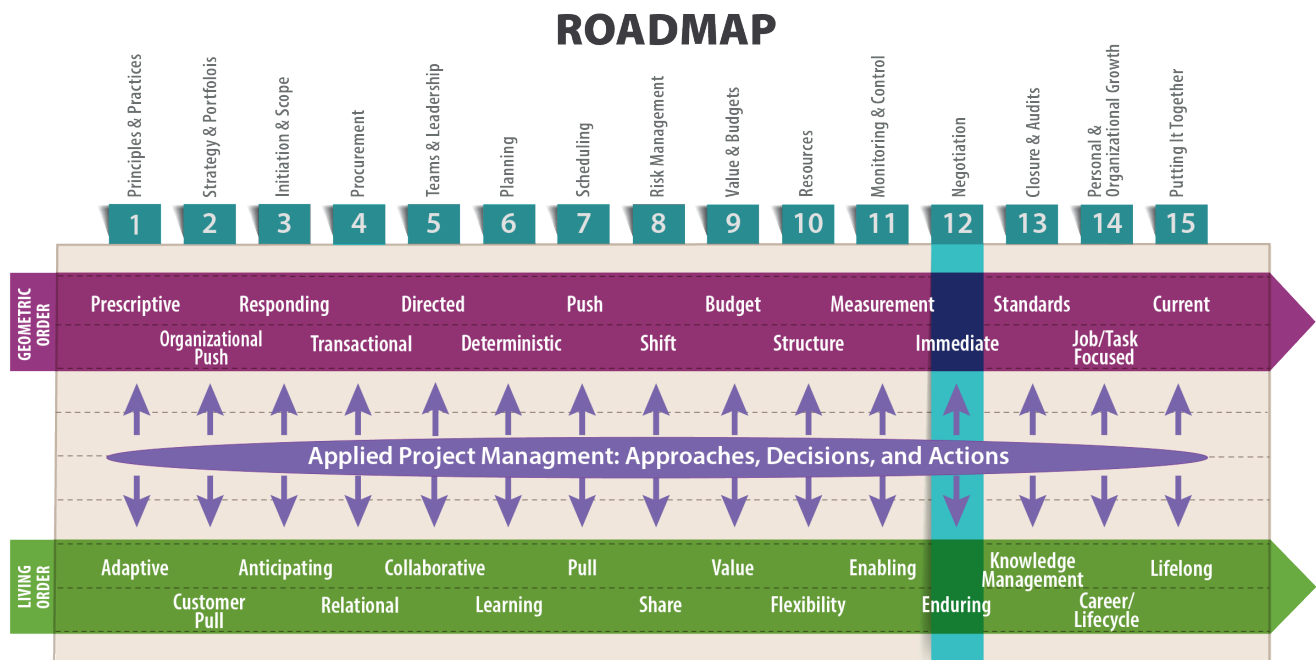 ROADMAP
Principles & Practices
Strategy & Portfolois
Initiation & Scope
Procurement
Teams & Leadership
Planning
Scheduling
Risk Management
Value & Budgets
Resources
Monitoring & Control
Negotiation
Closure & Audits
Personal &
Organizational Growth
Putting It Together
1 2 3 4 5 6 7 8 9 10 11 12 13 14 15
GEOMETRIC
ORDER
Prescriptive Responding Directed Push Budget Measurement Standards Current
Organizational
Push
Transactional Deterministic Shift Structure Immediate
Job/Task
Focused
Applied Project Managment: Approaches, Decisions, and Actions
LIVING
ORDER
Adaptive Anticipating Collaborative Pull Value Enabling
Knowledge
Management
Lifelong
Customer
Pull
Relational Learning Share Flexibility Enduring
Career/
Lifecycle